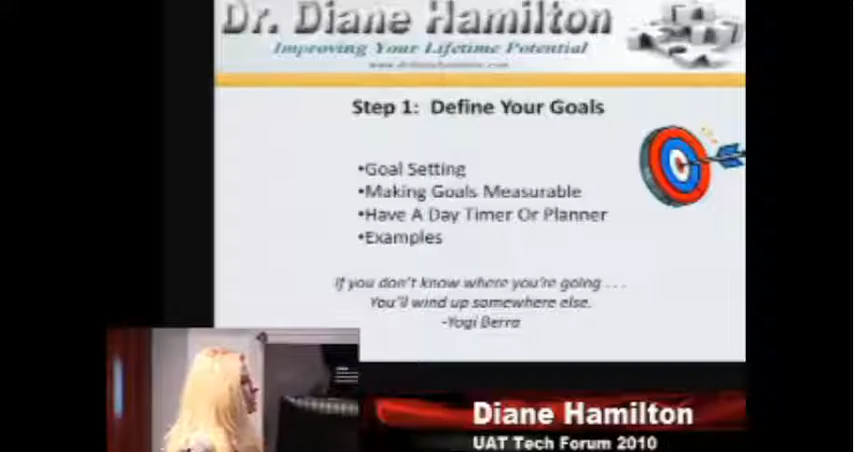 Dr. Diane Hamilton
Improving Your Lifetime Potential
Step 1: Define Your Goals
•Goal Setting
•Making Goals Measurable
•Have A Day Timer Or Planner
•Examples
If you don't know where you're going . . .
You'll wind up somewhere else.
-Yogi Berra
Diane Hamilton
UAT Tech Forum 2010